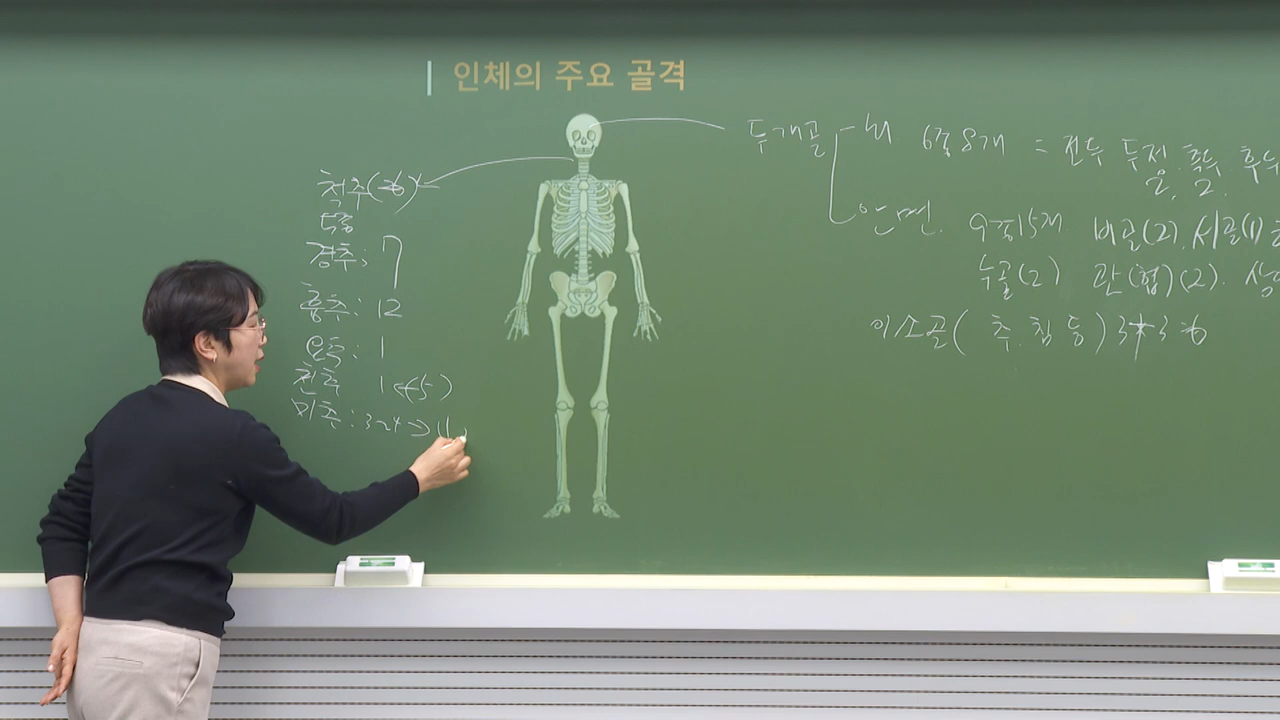 인체의 주요 골격
두개골 - 뇌. 6종 8개 = 전두 두정. 측두 후두
2, 2,
안면. 9종15개 비골(2). 서골(1)
누골(2) 관(협)(2). 상
이소골( 추. 침. 등) 3*3 6
척추(26)
5종
경추: 7
흉추: 12
요추: 1
천추 1(←5)
미추: 3~4→(1